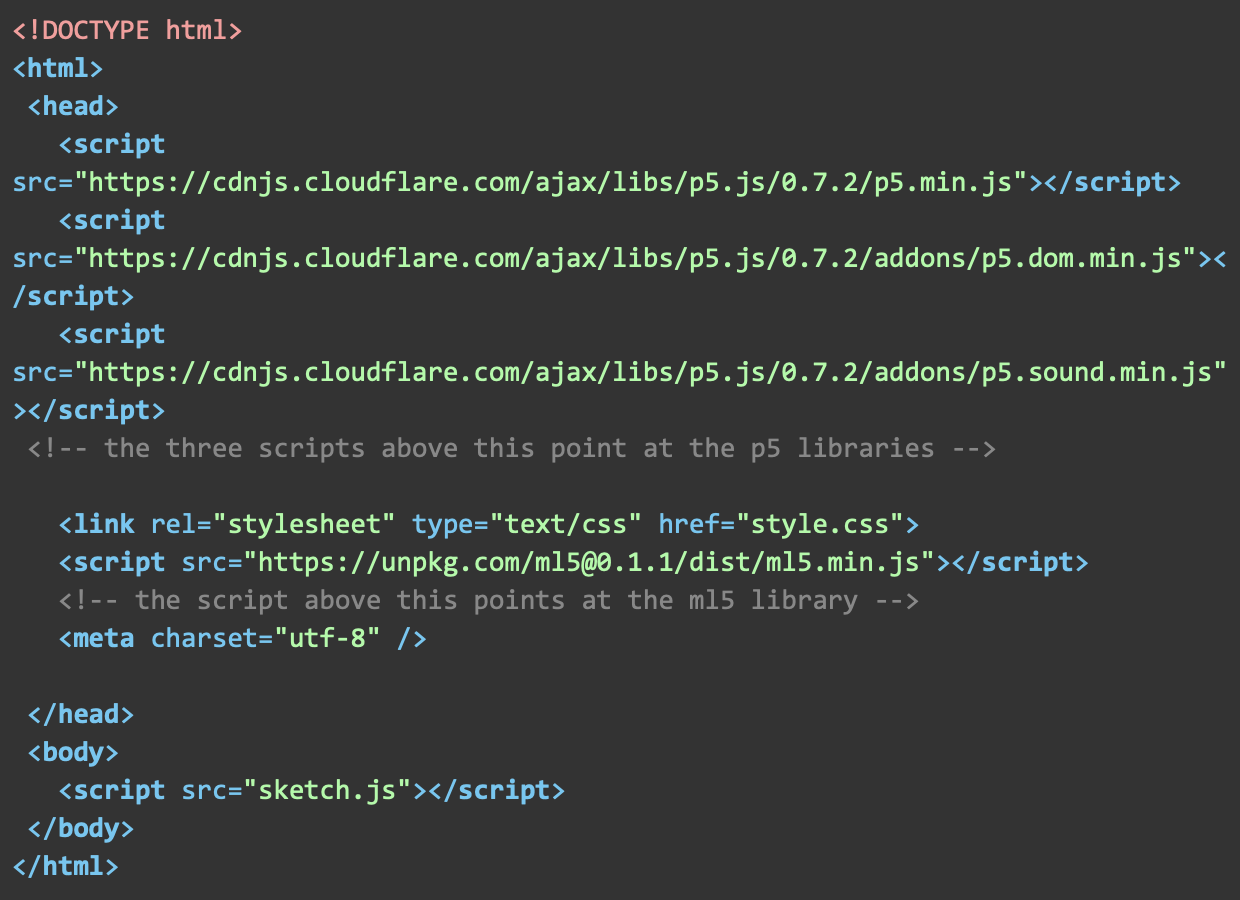 <!DOCTYPE html>
<html>
 <head>
   <script
src="https://cdnjs.cloudflare.com/ajax/libs/p5.js/0.7.2/p5.min.js"></script>
   <script
src="https://cdnjs.cloudflare.com/ajax/libs/p5.js/0.7.2/addons/p5.dom.min.js"><
/script>
   <script
src="https://cdnjs.cloudflare.com/ajax/libs/p5.js/0.7.2/addons/p5.sound.min.js"
></script>
 <!-- the three scripts above this point at the p5 libraries -->

   <link rel="stylesheet" type="text/css" href="style.css">
   <script src="https://unpkg.com/ml5@0.1.1/dist/ml5.min.js"></script>
   <!-- the script above this points at the ml5 library -->
   <meta charset="utf-8" />

 </head>
 <body>
   <script src="sketch.js"></script>
 </body>
</html>